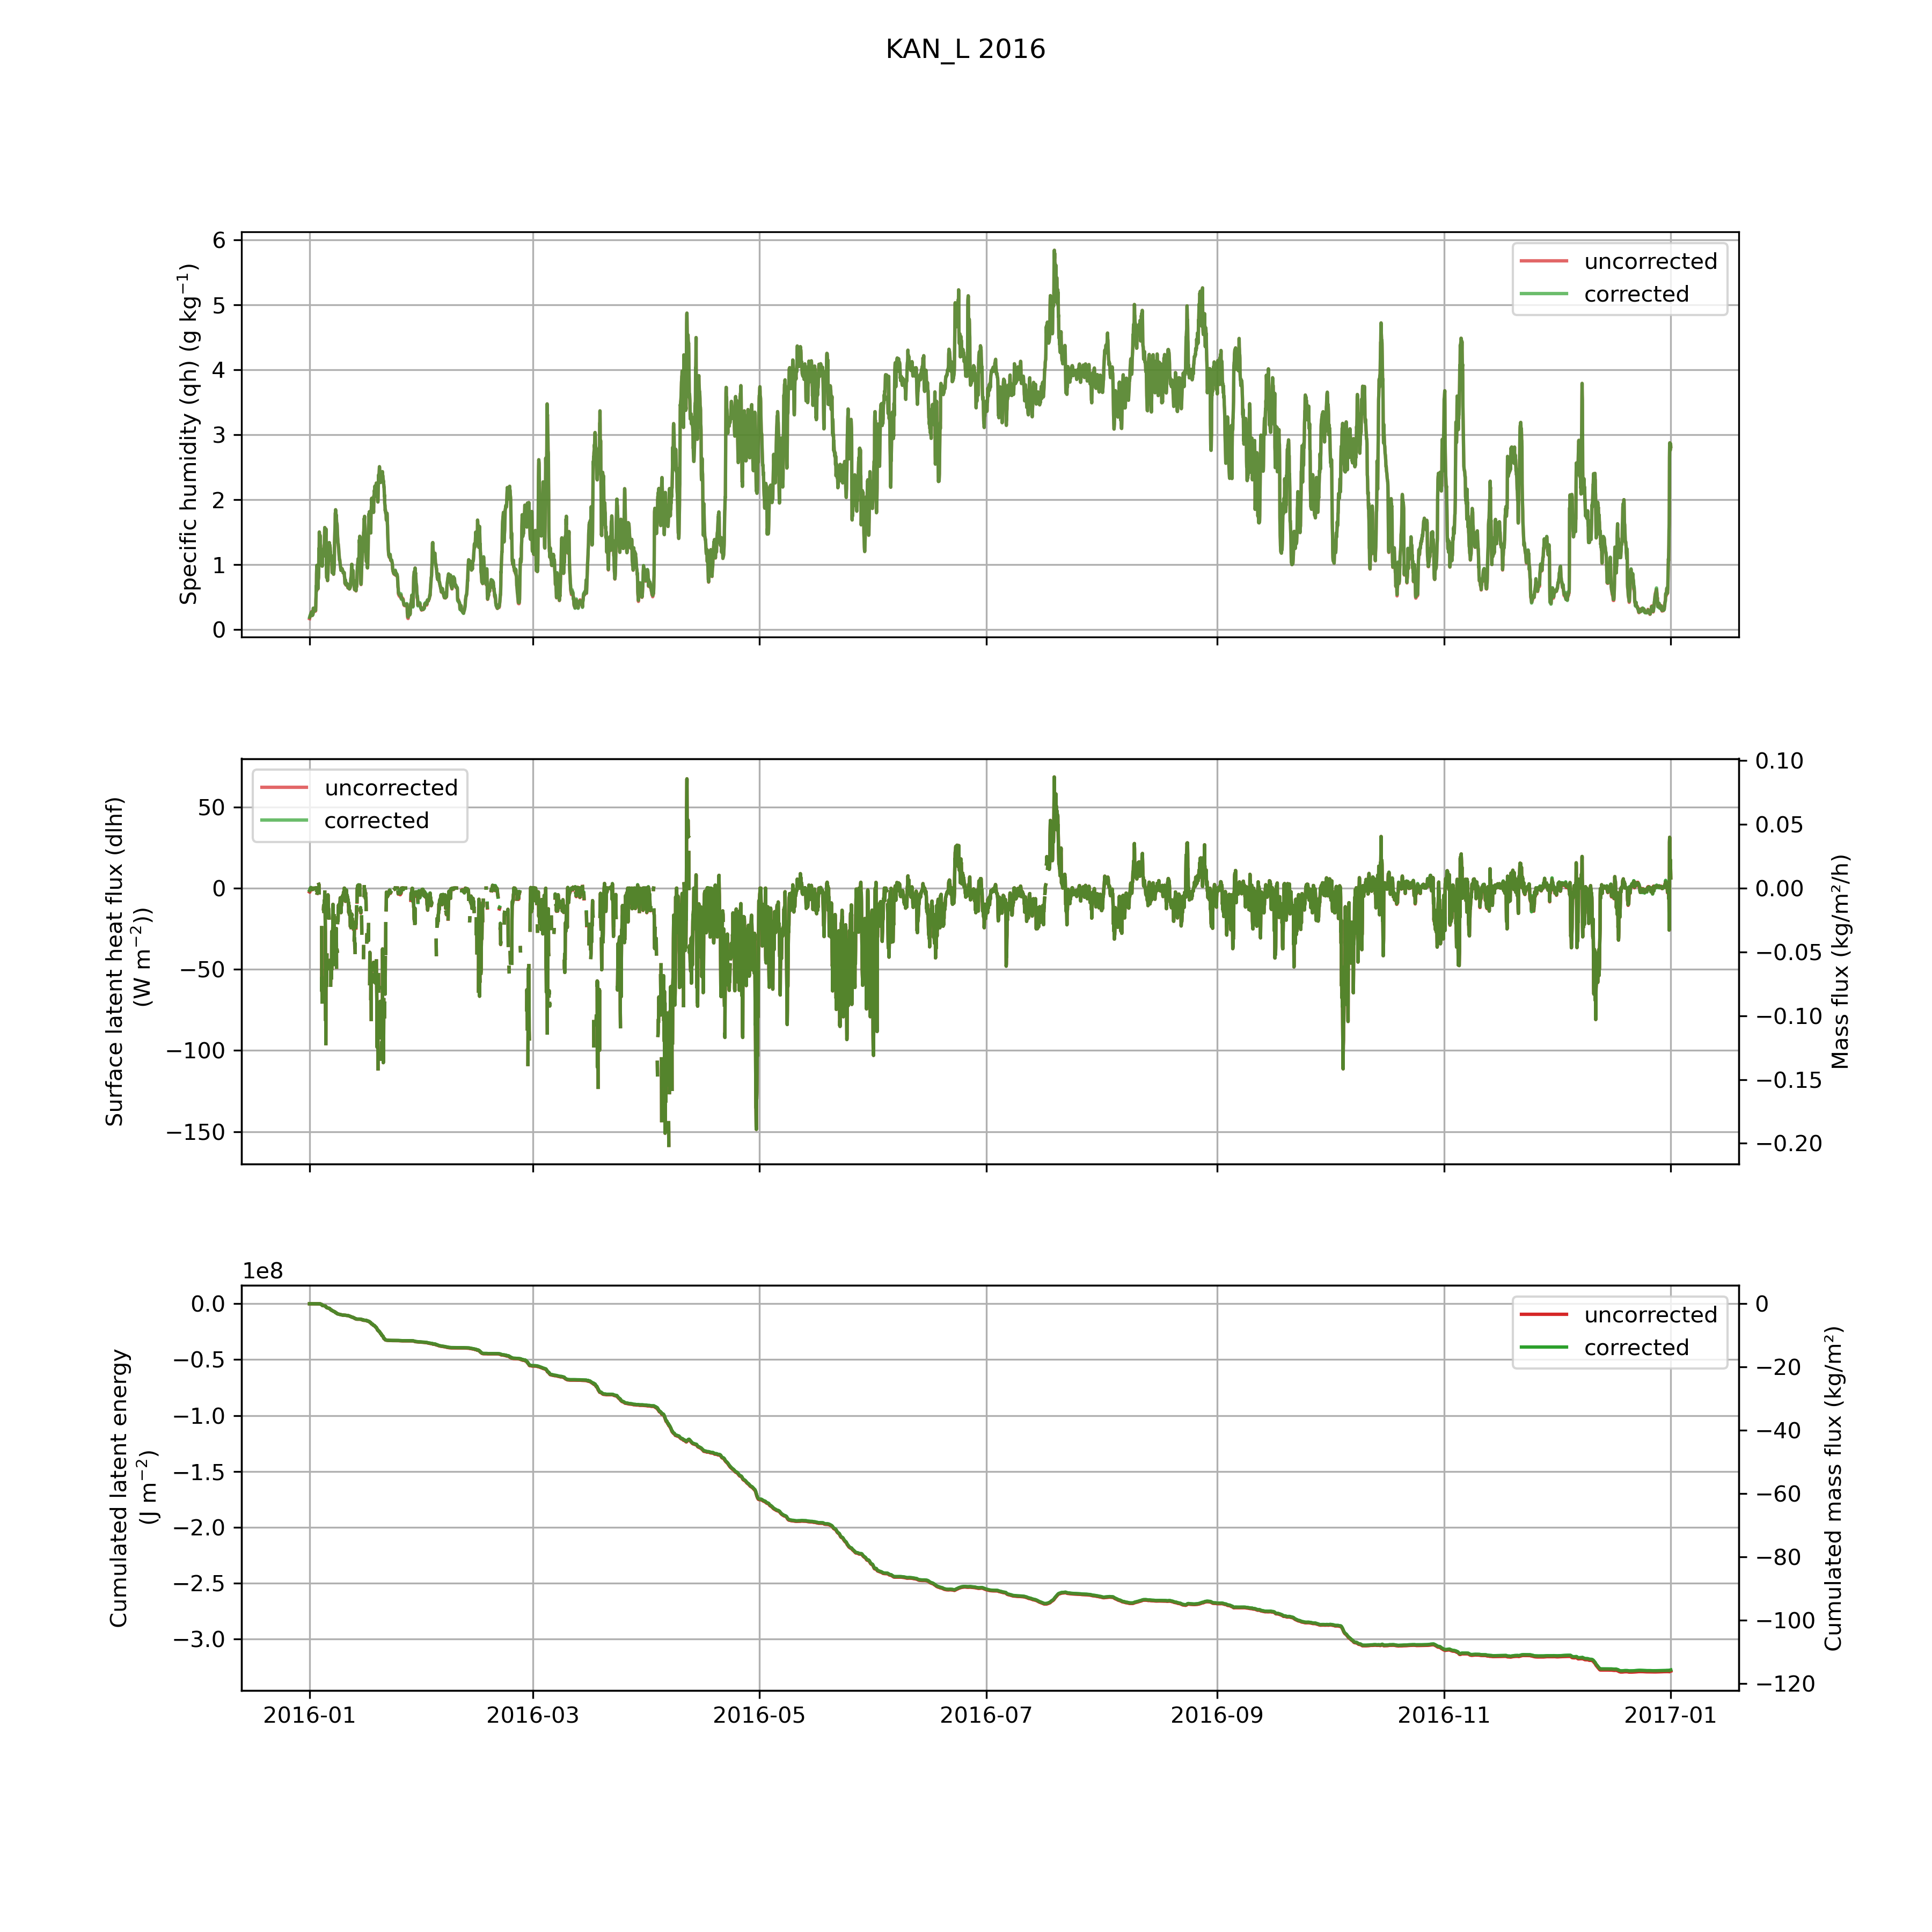 KAN_L 2016
Specific humidity (qh) (g kg⁻¹)
6
5
4
3
2
1
0
uncorrected
corrected
Surface latent heat flux (dlhf)
(W m⁻²))
50
0
−50
−100
−150
uncorrected
corrected
0.10
0.05
0.00
−0.05
−0.10
−0.15
−0.20
Mass flux (kg/m²/h)
1e8
Cumulated latent energy
(J m⁻²)
0.0
−0.5
−1.0
−1.5
−2.0
−2.5
−3.0
uncorrected
corrected
0
−20
−40
−60
−80
−100
−120
Cumulated mass flux (kg/m²)
2016-01 2016-03 2016-05 2016-07 2016-09 2016-11 2017-01